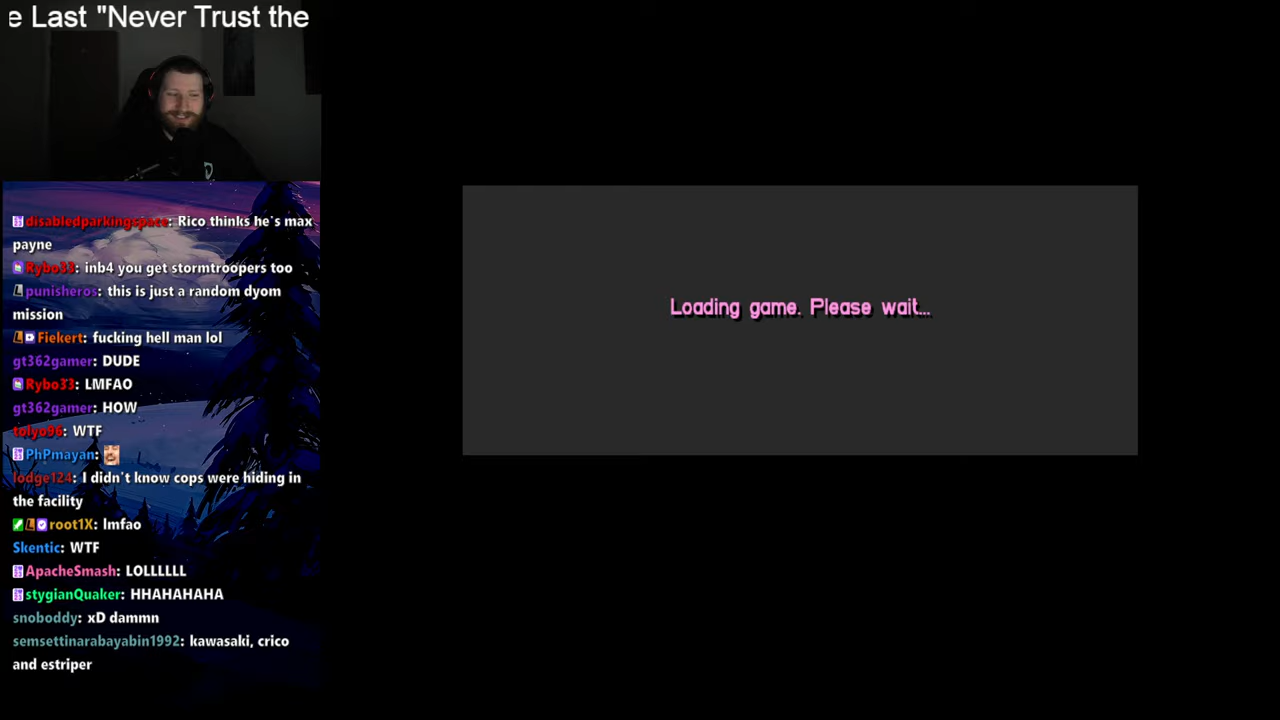 e Last "Never Trust the
disabledparkingspace: Rico thinks he's max
payne
Rybo33: inb4 you get stormtroopers too
punisheros: this is just a random dyom
mission
Fiekert: fucking hell man lol
gt362gamer: DUDE
Rybo33: LMFAO
gt362gamer: HOW
tolyo96: WTF
PhPmayan:
lodge124: I didn't know cops were hiding in
the facility
root1X: lmfao
Skentic: WTF
ApacheSmash: LOLLLLLL
stygianQuaker: HHAHAHAHA
snoboddy: xD dammn
semsettinarabayabin1992: kawasaki, crico
and estriper
Loading game. Please wait...